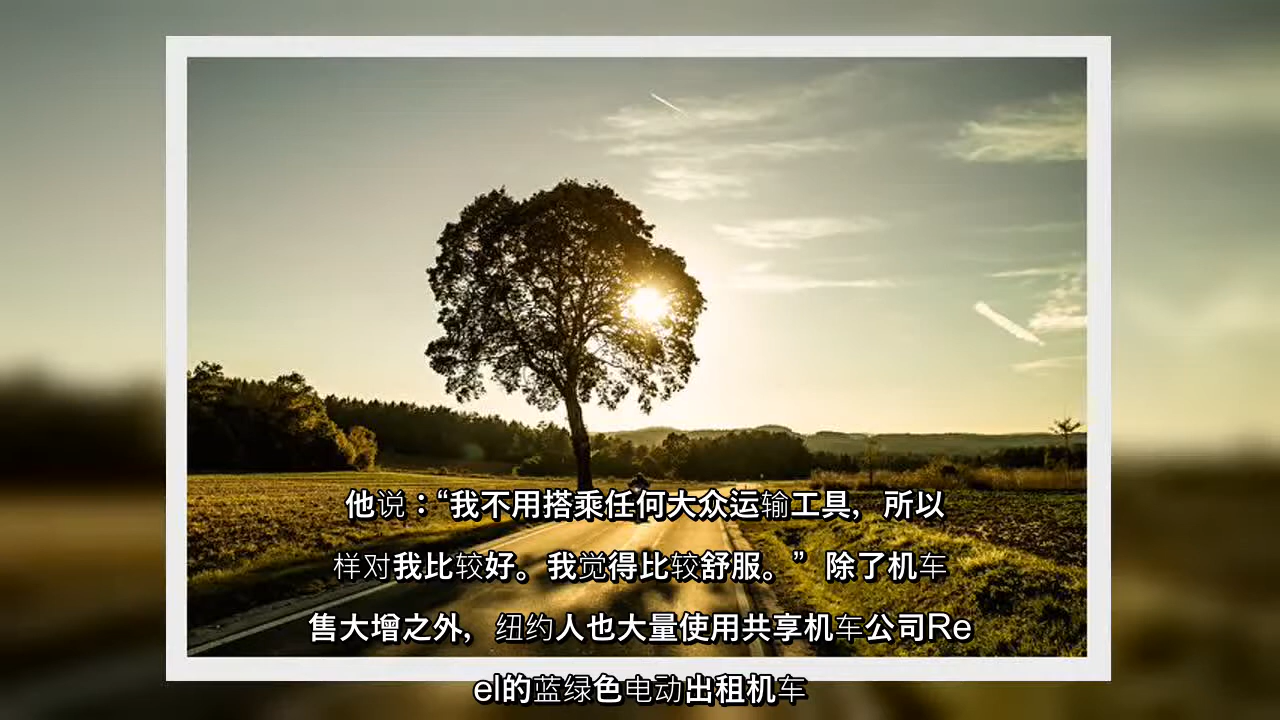 他说：“我不用搭乘任何大众运输工具，所以
样对我比较好。我觉得比较舒服。”除了机车
售大增之外，纽约人也大量使用共享机车公司Re
el的蓝绿色电动出租机车